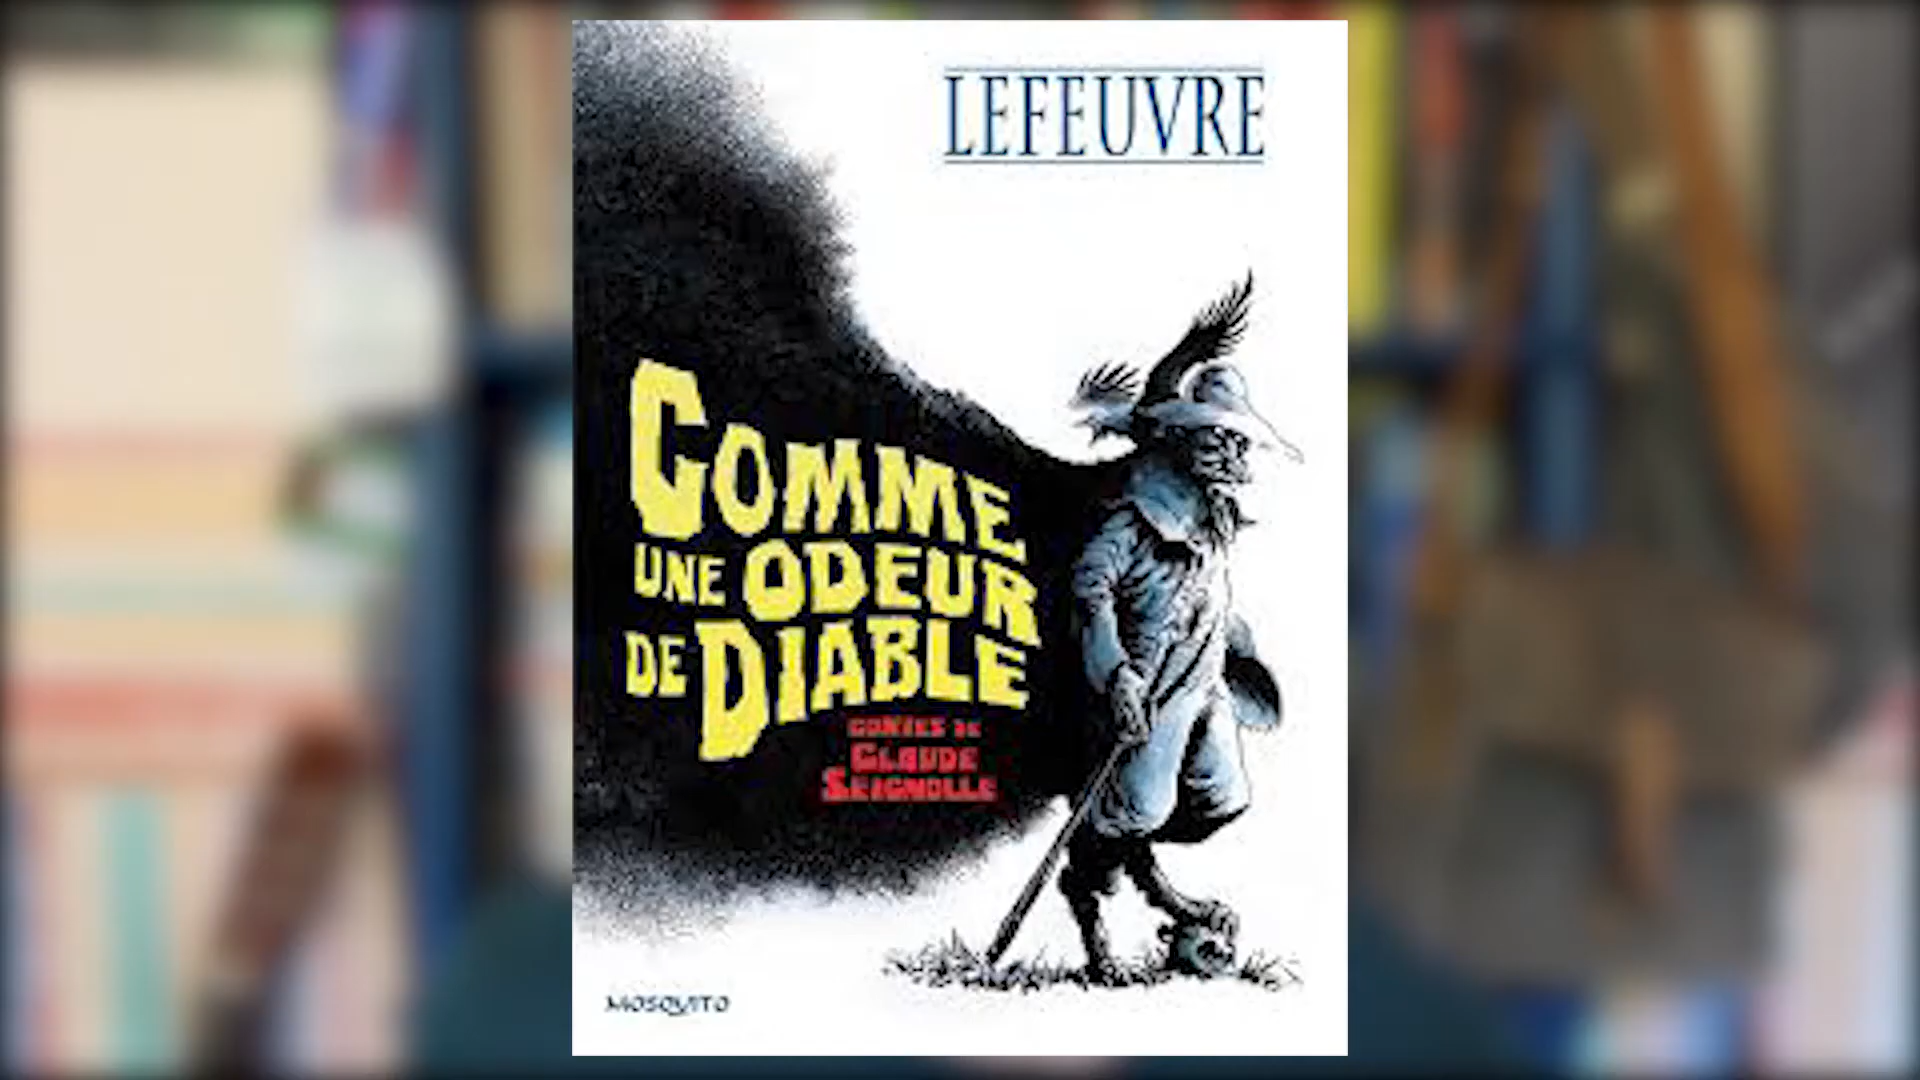 LEFEUVRE
COMME
UNE ODEUR
DE DIABLE
CONTES DE
CLAUDE
SEIGNOLLE
MOSQUITO